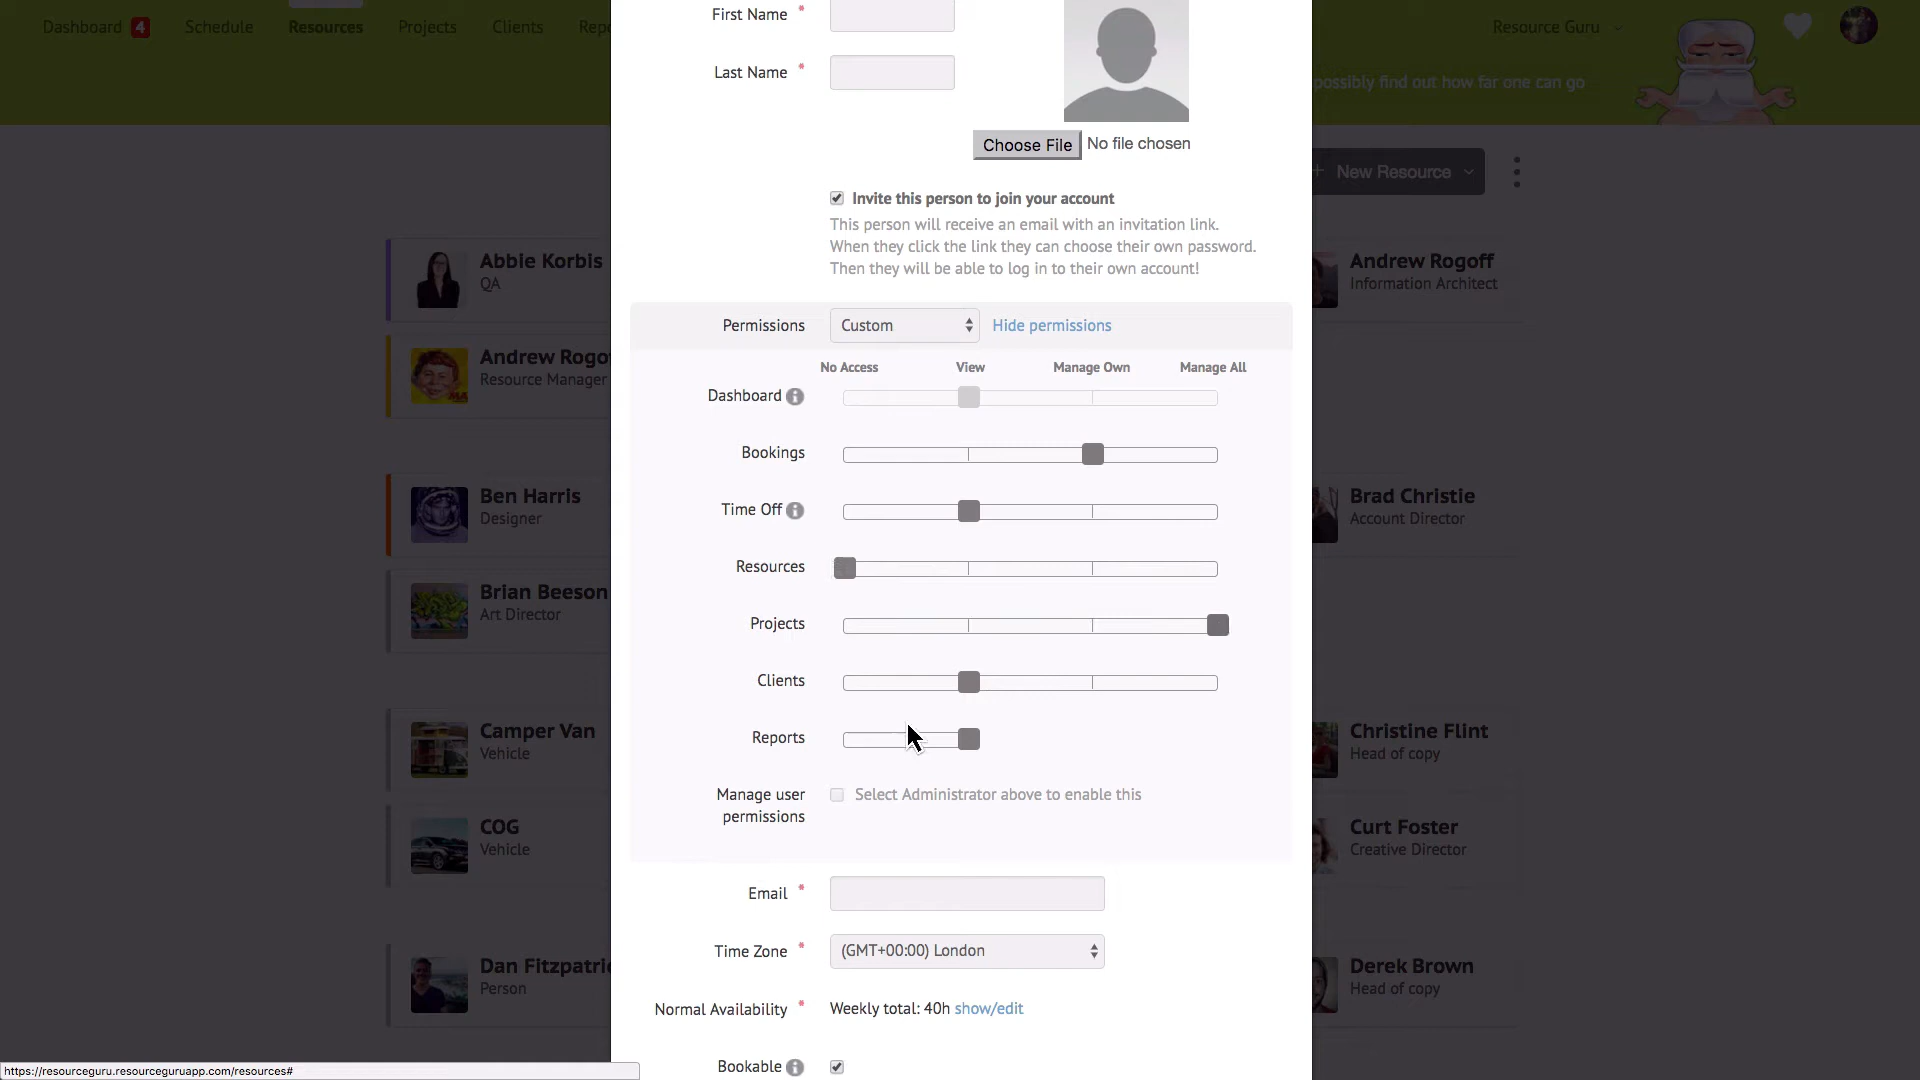 Dashboard 4 Schedule Resources Projects Clients Repo
Resource Guru
possibly find out how far one can go
New Resource
First Name *
Last Name *
Choose File No file chosen
Invite this person to join your account
This person will receive an email with an invitation link.
When they click the link they can choose their own password.
Then they will be able to log in to their own account!
Permissions Custom Hide permissions
No Access View Manage Own Manage All
Dashboard
Bookings
Time Off
Resources
Projects
Clients
Reports
Manage user
permissions
Select Administrator above to enable this
Email *
Time Zone * (GMT+00:00) London
Normal Availability * Weekly total: 40h show/edit
Bookable
Abbie Korbis
QA
Andrew Rogo
Resource Manager
Ben Harris
Designer
Brian Beeson
Art Director
Camper Van
Vehicle
COG
Vehicle
Dan Fitzpatri
Person
Andrew Rogoff
Information Architect
Brad Christie
Account Director
Christine Flint
Head of copy
Curt Foster
Creative Director
Derek Brown
Head of copy
https://resourceguru.resourceguruapp.com/resources#